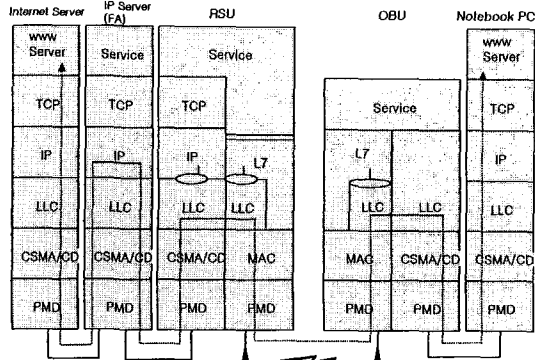 Internet Server IP Server (FA) RSU OBU Notebook PC
www Server Service Service www Server
TCP TCP TCP Service TCP
IP IP IP L7 L7 IP
LLC LLC LLC LLC LLC LLC LLC
CSMA/CD CSMA/CD CSMA/CD MAC MAC CSMA/CD CSMA/CD
PMD PMD PMD PMD PMD PMD PMD